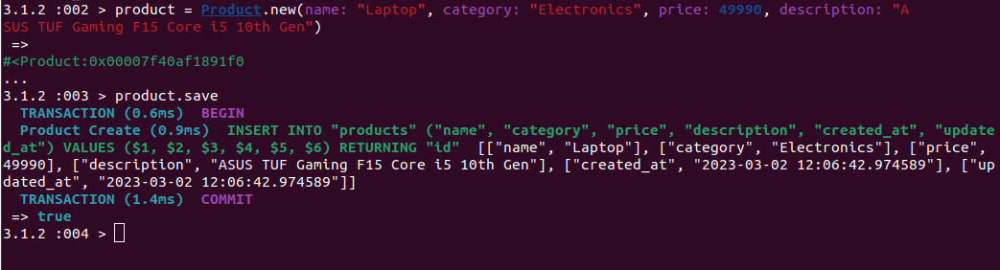 3.1.2 :002 > product = Product.new(name: "Laptop", category: "Electronics", price: 49990, description: "A
SUS TUF Gaming F15 Core i5 10th Gen")
 =>
#<Product:0x00007f40af1891f0
...
3.1.2 :003 > product.save
  TRANSACTION (0.6ms)  BEGIN
  Product Create (0.9ms)  INSERT INTO "products" ("name", "category", "price", "description", "created_at", "update
d_at") VALUES ($1, $2, $3, $4, $5, $6) RETURNING "id"  [["name", "Laptop"], ["category", "Electronics"], ["price",
49990], ["description", "ASUS TUF Gaming F15 Core i5 10th Gen"], ["created_at", "2023-03-02 12:06:42.974589"], ["up
dated_at", "2023-03-02 12:06:42.974589"]]
  TRANSACTION (1.4ms)  COMMIT
 => true
3.1.2 :004 >